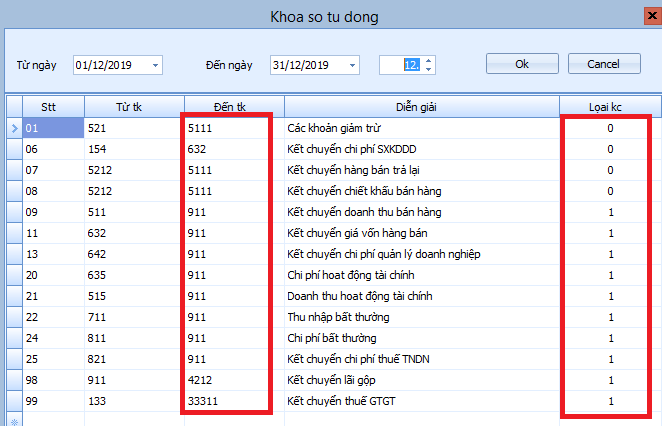 Khoa so tu dong
Từ ngày 01/12/2019 Đến ngày 31/12/2019 12. Ok Cancel
Stt Từ tk Đến tk Diễn giải Lọai kc
01 521 5111 Các khoản giảm trừ 0
06 154 632 Kết chuyển chi phí SXKDDD 0
07 5212 5111 Kết chuyển hàng bán trả lại 0
08 5212 5111 Kết chuyển chiết khấu bán hàng 0
09 511 911 Kết chuyển doanh thu bán hàng 1
11 632 911 Kết chuyển giá vốn hàng bán 1
13 642 911 Kết chuyển chi phí quản lý doanh nghiệp 1
20 635 911 Chi phí hoat động tài chính 1
21 515 911 Doanh thu hoạt động tài chính 1
22 711 911 Thu nhập bất thường 1
24 811 911 Chi phí bất thường 1
25 821 911 Kết chuyển chi phí thuế TNDN 1
98 911 4212 Kết chuyển lãi gộp 1
99 133 33311 Kết chuyển thuế GTGT 1